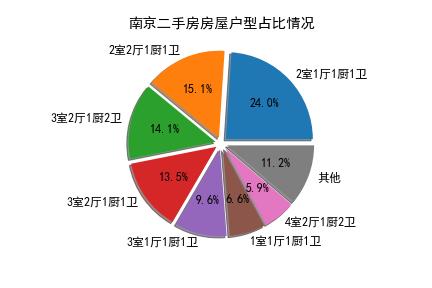 南京二手房房屋户型占比情况
2室2厅1厨1卫
2室1厅1厨1卫
15.1%
24.0%
3室2厅1厨2卫
14.1%
11.2%
13.5%
其他
5.9%
9.6%
6.6%
3室2厅1厨1卫
4室2厅1厨2卫
3室1厅1厨1卫
1室1厅1厨1卫